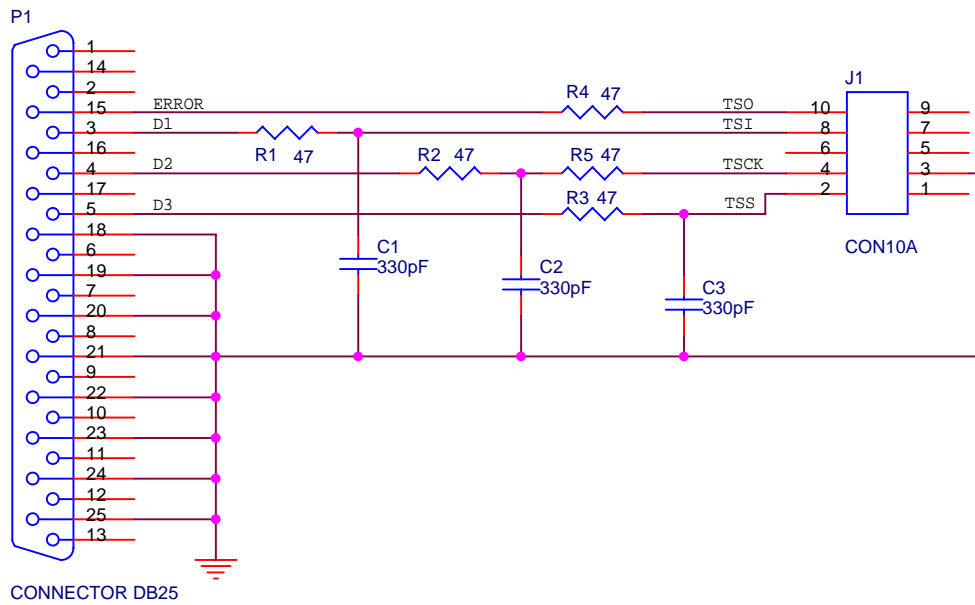 P1
1
14
2
15
3
16
4
17
5
18
6
19
7
20
8
21
9
22
10
23
11
24
12
25
13
CONNECTOR DB25
ERROR
D1
D2
D3
R4 47
R1 47
R2 47
R5 47
R3 47
C1
330pF
C2
330pF
C3
330pF
TSO
TSI
TSCK
TSS
J1
10 9
8 7
6 5
4 3
2 1
CON10A